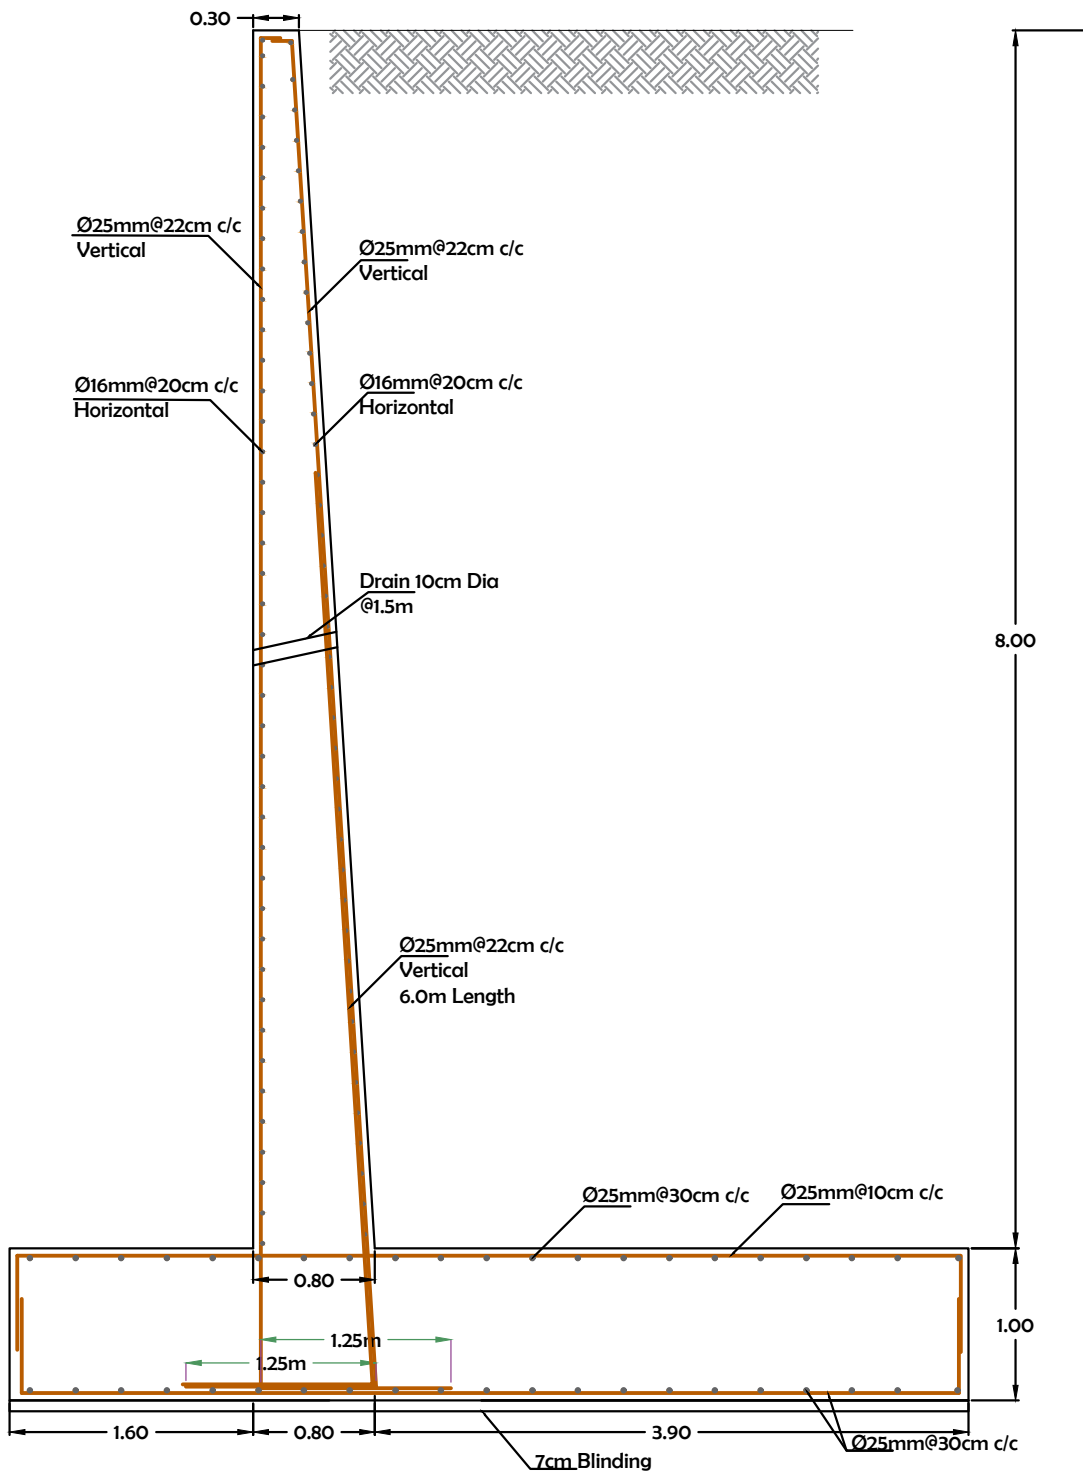 0.30
Ø25mm@22cm c/c
Vertical
Ø25mm@22cm c/c
Vertical
Ø16mm@20cm c/c
Horizontal
Ø16mm@20cm c/c
Horizontal
Drain 10cm Dia
@1.5m
8.00
Ø25mm@22cm c/c
Vertical
6.0m Length
Ø25mm@30cm c/c
Ø25mm@10cm c/c
0.80
1.00
1.25m
1.25m
1.60
0.80
3.90
Ø25mm@30cm c/c
7cm Blinding